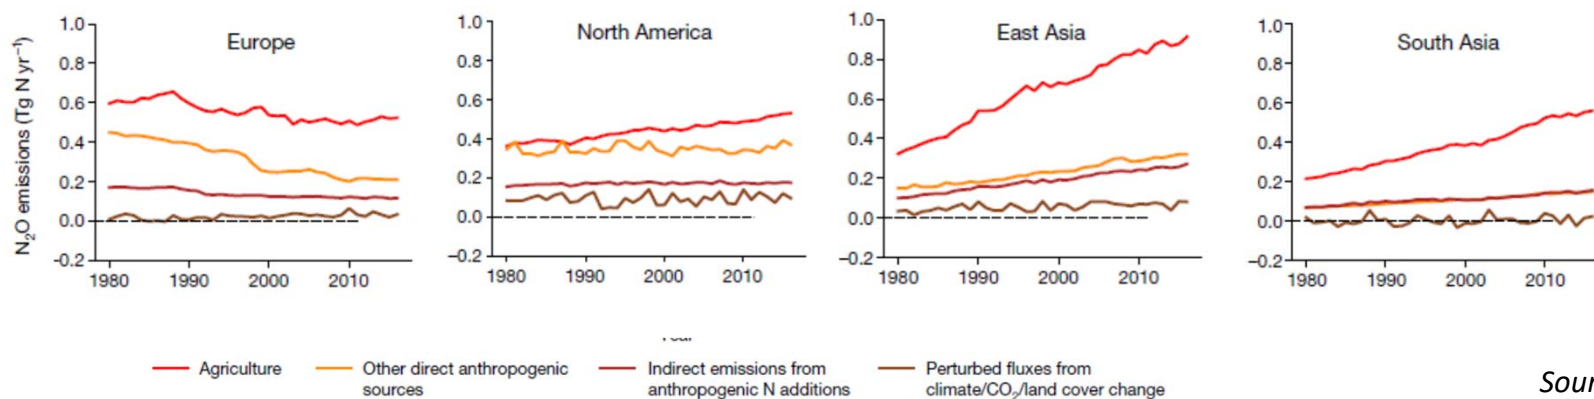 Europe
North America
East Asia
South Asia
N₂O emissions (Tg N yr⁻¹)
1.0
0.8
0.6
0.4
0.2
0.0
−0.2
1980 1990 2000 2010
1.0
0.8
0.6
0.4
0.2
0.0
−0.2
1980 1990 2000 2010
1.0
0.8
0.6
0.4
0.2
0.0
−0.2
1980 1990 2000 2010
1.0
0.8
0.6
0.4
0.2
0.0
−0.2
1980 1990 2000 2010
Agriculture
Other direct anthropogenic
sources
Indirect emissions from
anthropogenic N additions
Perturbed fluxes from
climate/CO₂/land cover change
Sour